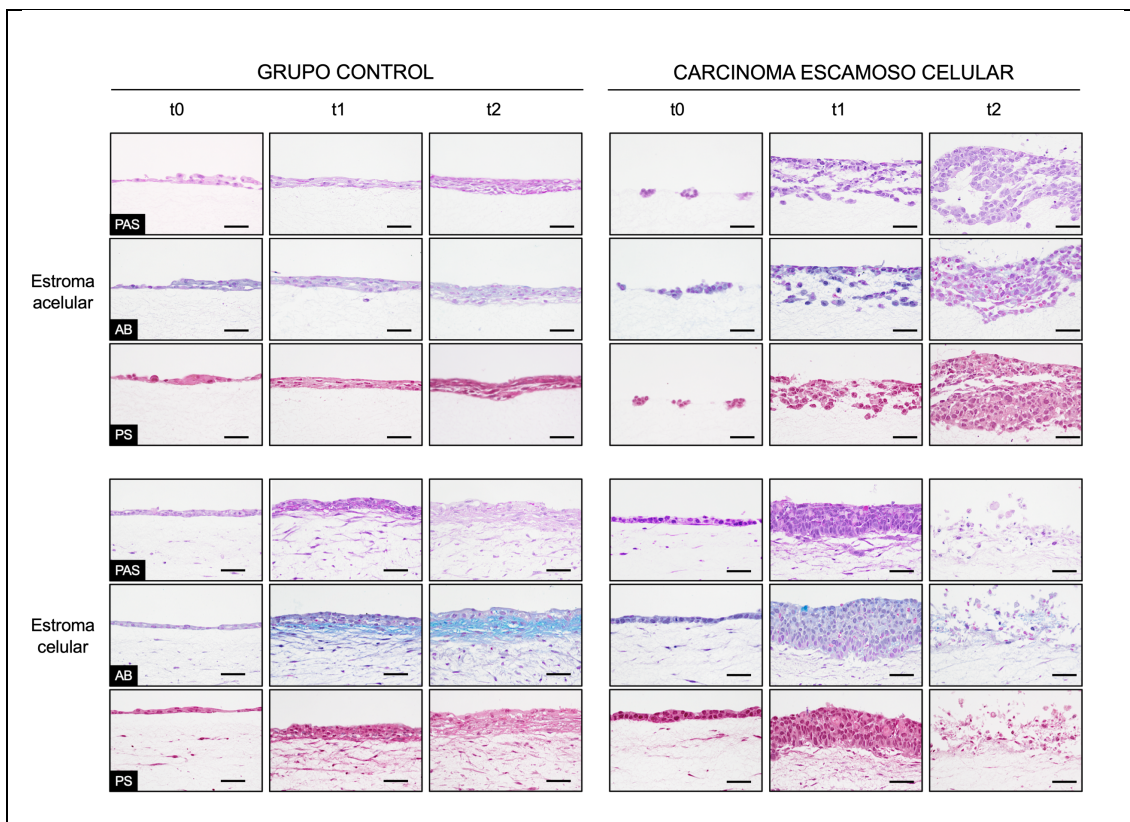 GRUPO CONTROL CARCINOMA ESCAMOSO CELULAR
t0 t1 t2 t0 t1 t2
PAS
Estroma
acelular
AB
PS
PAS
Estroma
celular
AB
PS